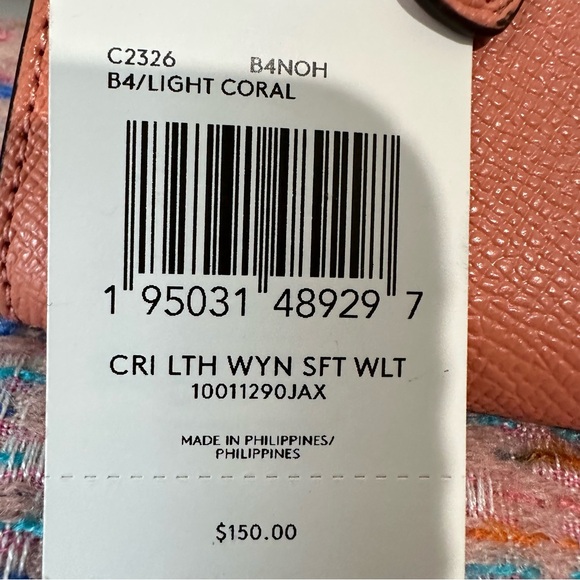 C2326 B4NOH
B4/LIGHT CORAL
1 95031 48929 7
CRI LTH WYN SFT WLT
10011290JAX
MADE IN PHILIPPINES/
PHILIPPINES
$150.00